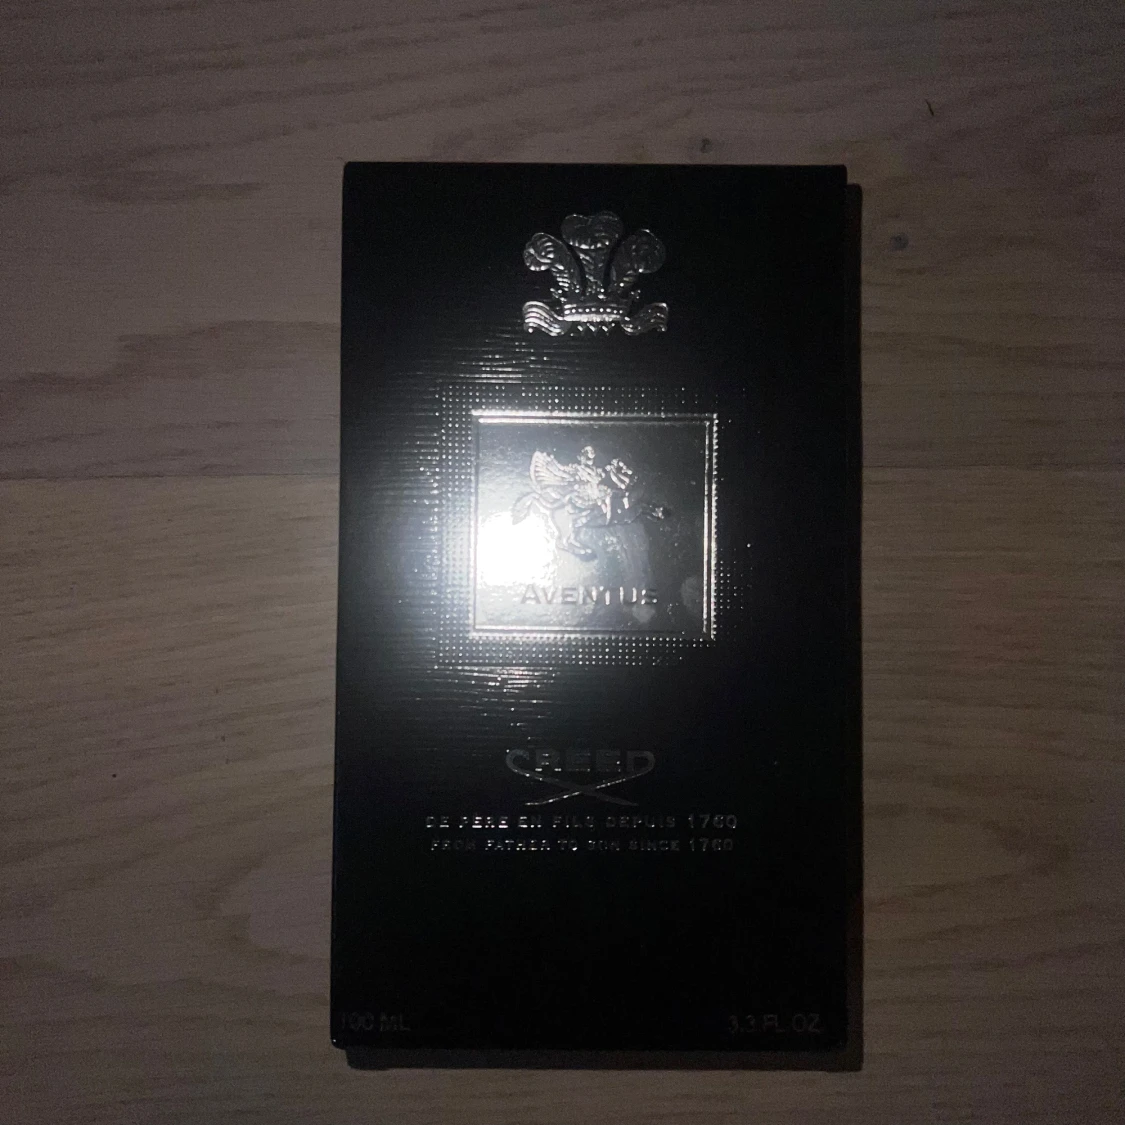 AVENTUS
CREED
DE PERE EN FILS DEPUIS 1760
FROM FATHER TO SON SINCE 1760
100 ML 3.3 FL OZ